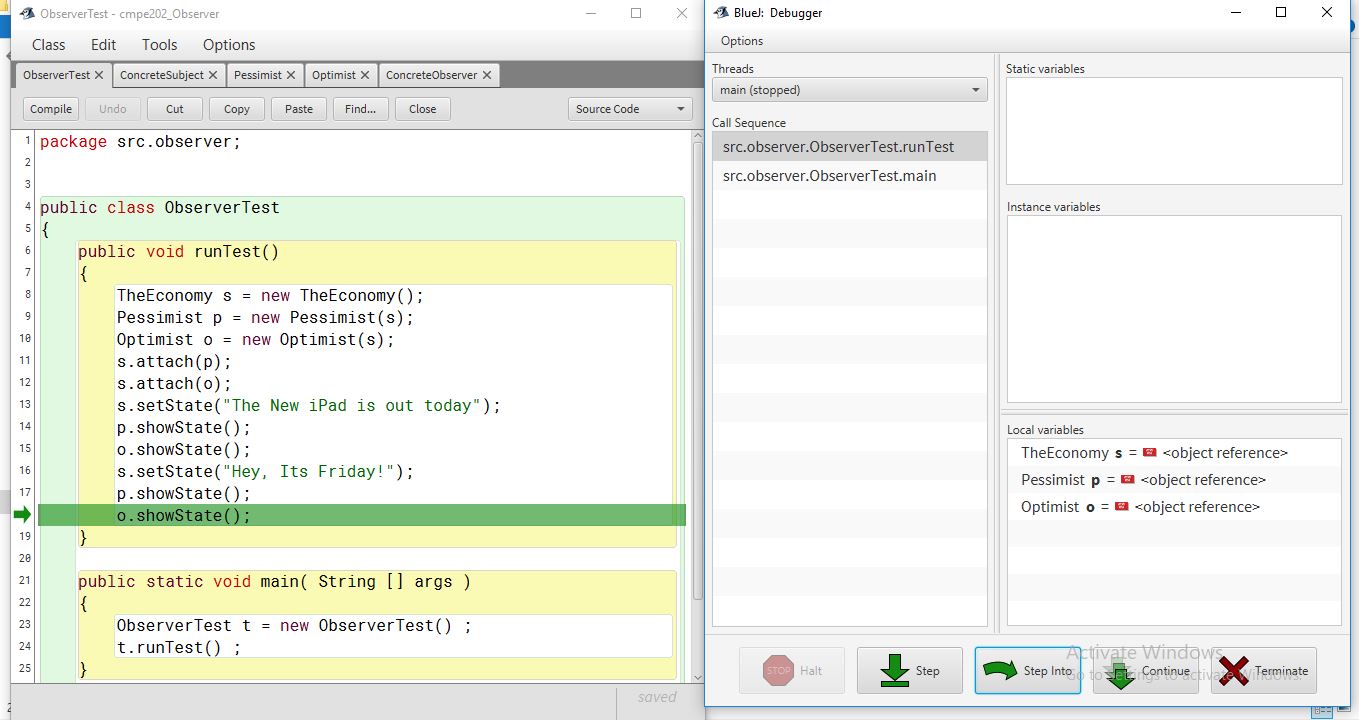 ObserverTest - cmpe202_Observer
Class Edit Tools Options
ObserverTest ConcreteSubject Pessimist Optimist ConcreteObserver
Compile Undo Cut Copy Paste Find... Close Source Code
1 package src.observer;
2
3
4 public class ObserverTest
5 {
6 public void runTest()
7 {
8 TheEconomy s = new TheEconomy();
9 Pessimist p = new Pessimist(s);
10 Optimist o = new Optimist(s);
11 s.attach(p);
12 s.attach(o);
13 s.setState("The New iPad is out today");
14 p.showState();
15 o.showState();
16 s.setState("Hey, Its Friday!");
17 p.showState();
o.showState();
19 }
20
21 public static void main( String [] args )
22 {
23 ObserverTest t = new ObserverTest() ;
24 t.runTest() ;
25 }
saved
BlueJ: Debugger
Options
Threads
main (stopped)
Call Sequence
src.observer.ObserverTest.runTest
src.observer.ObserverTest.main
Static variables
Instance variables
Local variables
TheEconomy s = <object reference>
Pessimist p = <object reference>
Optimist o = <object reference>
STOP Halt Step Step Into Continue Terminate
Activate Windows
Go to Settings to activate Windows.